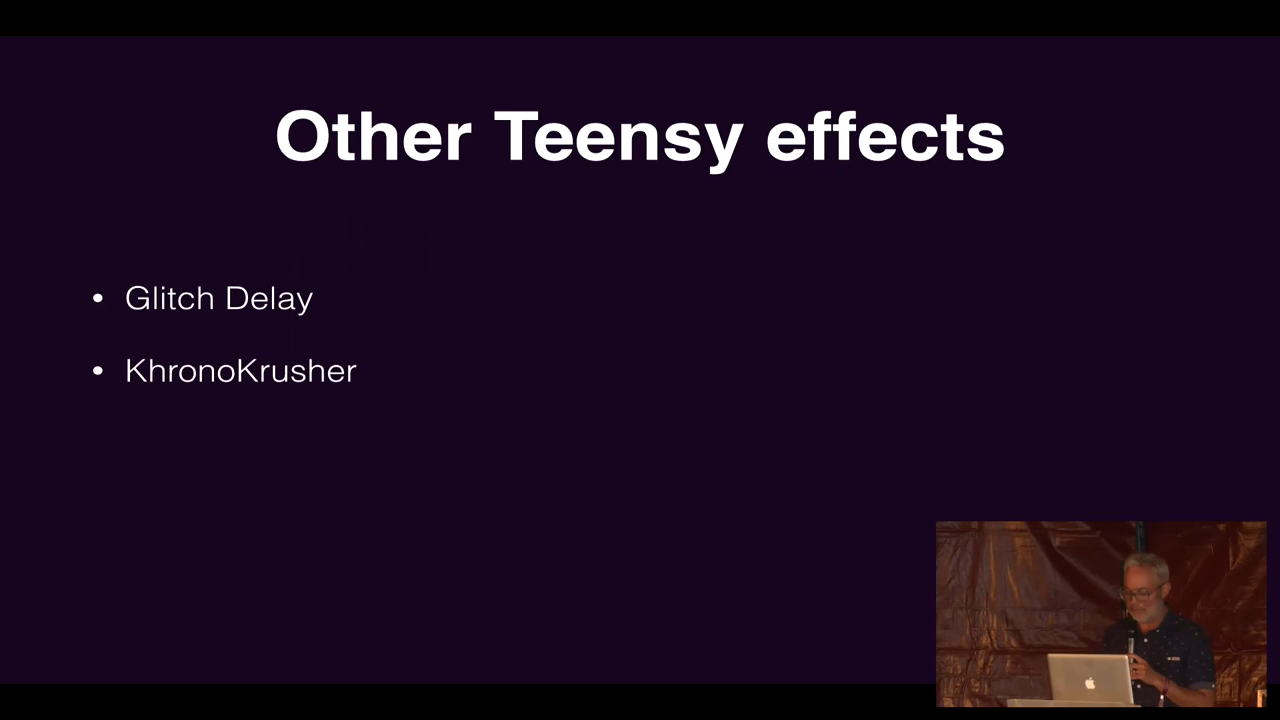 Other Teensy effects
• Glitch Delay
• KhronoKrusher